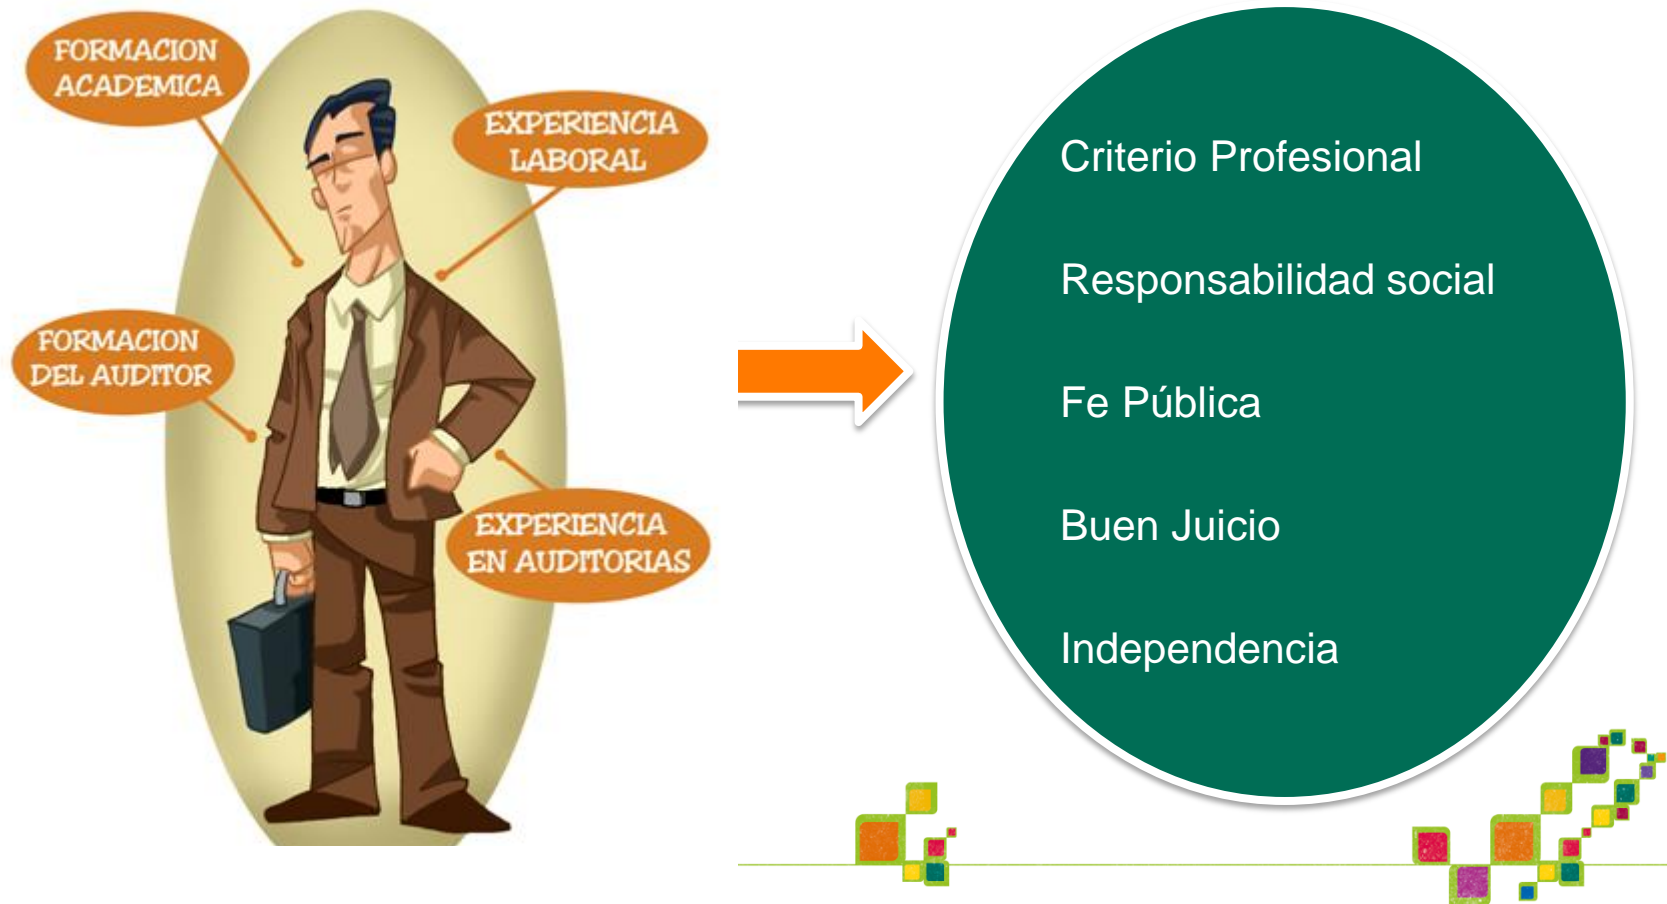 FORMACION
ACADEMICA
EXPERIENCIA
LABORAL
FORMACION
DEL AUDITOR
EXPERIENCIA
EN AUDITORIAS
Criterio Profesional
Responsabilidad social
Fe Pública
Buen Juicio
Independencia